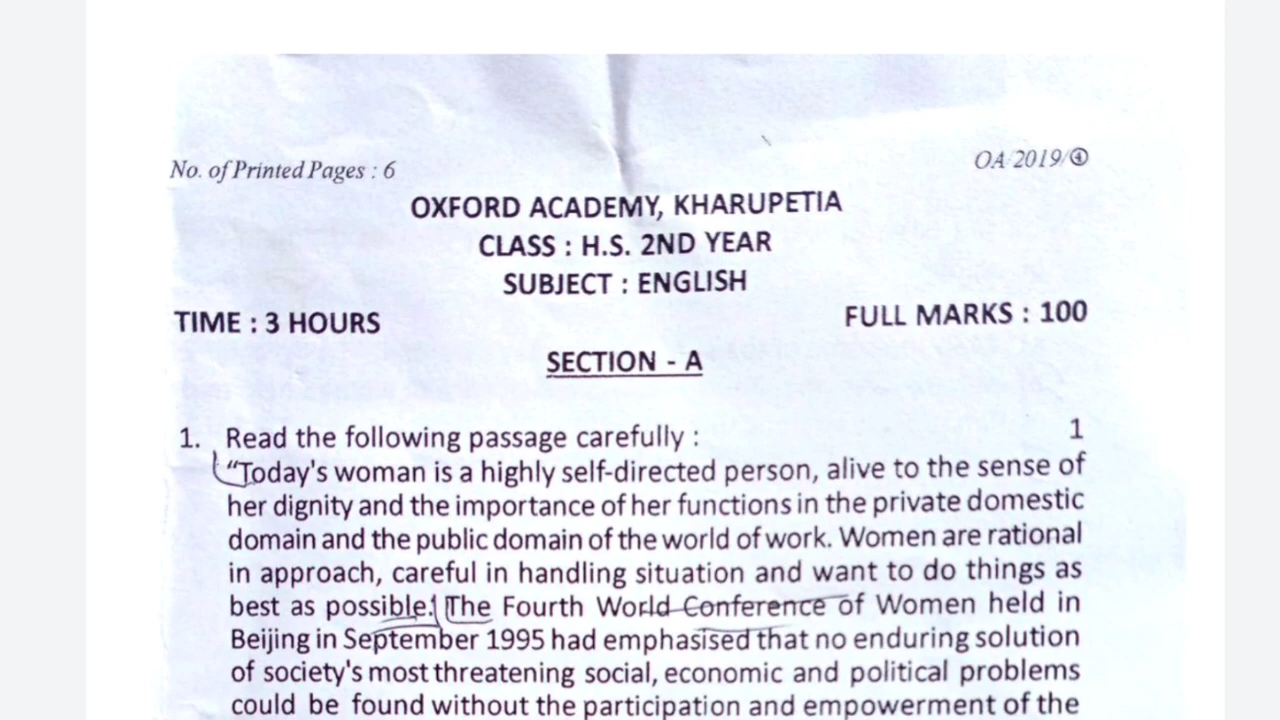 No. of Printed Pages : 6
OA/2019/④
OXFORD ACADEMY, KHARUPETIA
CLASS : H.S. 2ND YEAR
SUBJECT : ENGLISH
TIME : 3 HOURS
FULL MARKS : 100
SECTION - A
1. Read the following passage carefully : 1
“Today's woman is a highly self-directed person, alive to the sense of
her dignity and the importance of her functions in the private domestic
domain and the public domain of the world of work. Women are rational
in approach, careful in handling situation and want to do things as
best as possible. The Fourth World Conference of Women held in
Beijing in September 1995 had emphasised that no enduring solution
of society's most threatening social, economic and political problems
could be found without the participation and empowerment of the